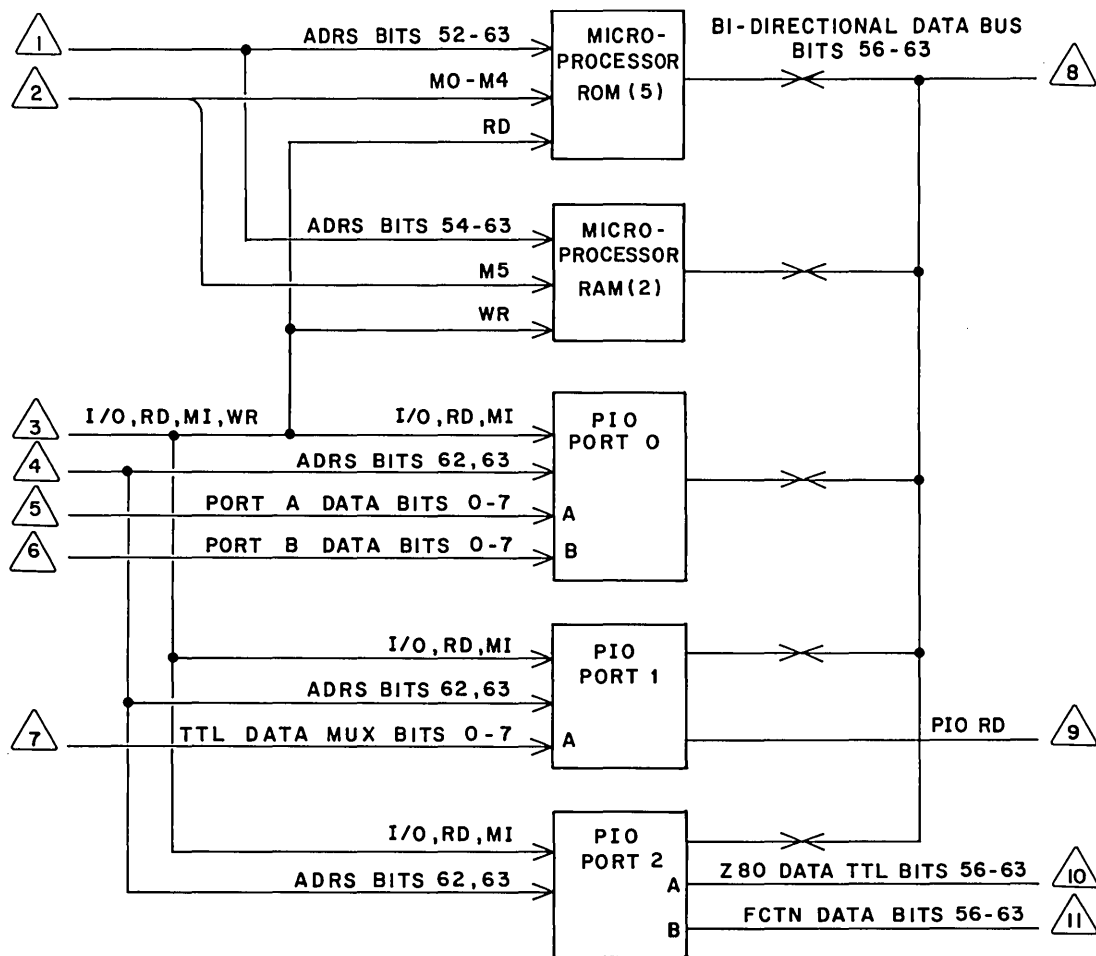 1
ADRS BITS 52-63
MICRO-
PROCESSOR
ROM (5)
BI-DIRECTIONAL DATA BUS
BITS 56-63
8
2
M0-M4
RD
ADRS BITS 54-63
MICRO-
PROCESSOR
RAM (2)
M5
WR
3
I/O,RD,MI,WR
I/O,RD,MI
PIO
PORT 0
4
ADRS BITS 62,63
5
PORT A DATA BITS 0-7
A
6
PORT B DATA BITS 0-7
B
I/O,RD,MI
PIO
PORT 1
ADRS BITS 62,63
7
TTL DATA MUX BITS 0-7
A
PIO RD
9
I/O,RD,MI
PIO
PORT 2
ADRS BITS 62,63
A
Z80 DATA TTL BITS 56-63
10
B
FCTN DATA BITS 56-63
11